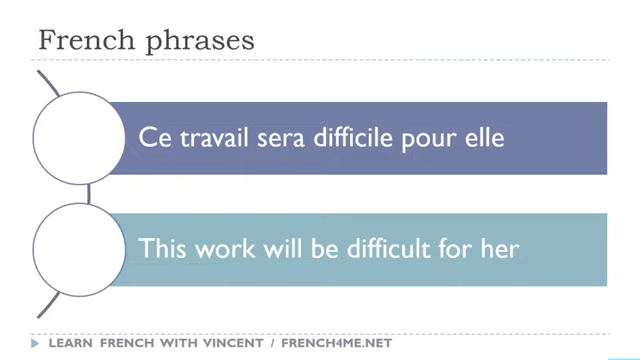 French phrases
Ce travail sera difficile pour elle
This work will be difficult for her
LEARN FRENCH WITH VINCENT / FRENCH4ME.NET